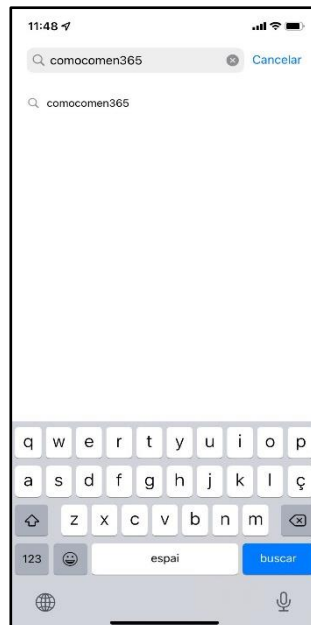 11:48
comocomen365 Cancelar
comocomen365
q w e r t y u i o p
a s d f g h j k l ç
z x c v b n m
123 espai buscar